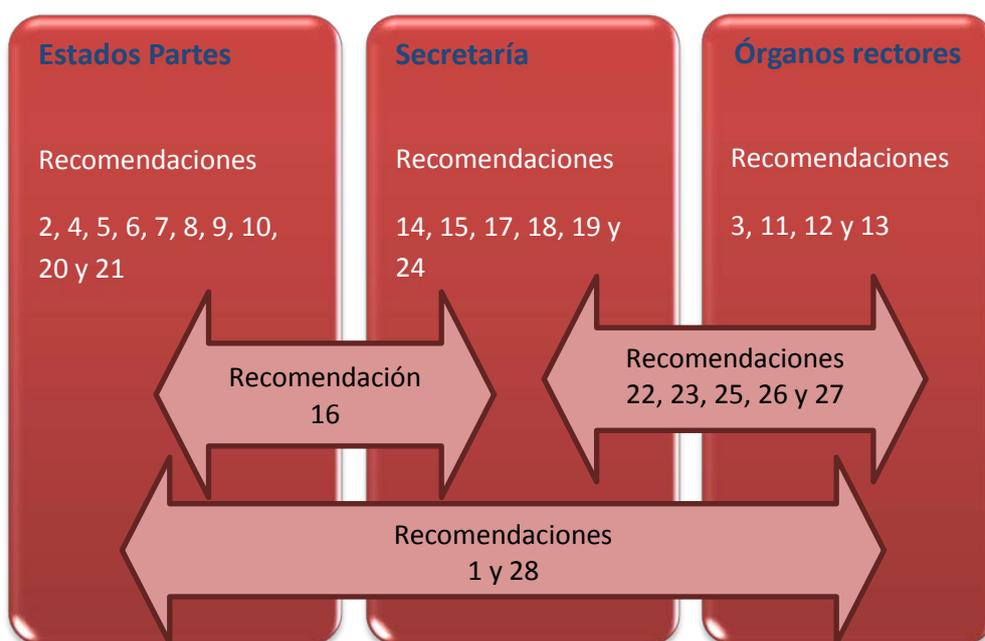 Estados Partes
Recomendaciones
2, 4, 5, 6, 7, 8, 9, 10,
20 y 21
Secretaría
Recomendaciones
14, 15, 17, 18, 19 y
24
Órganos rectores
Recomendaciones
3, 11, 12 y 13
Recomendación
16
Recomendaciones
22, 23, 25, 26 y 27
Recomendaciones
1 y 28